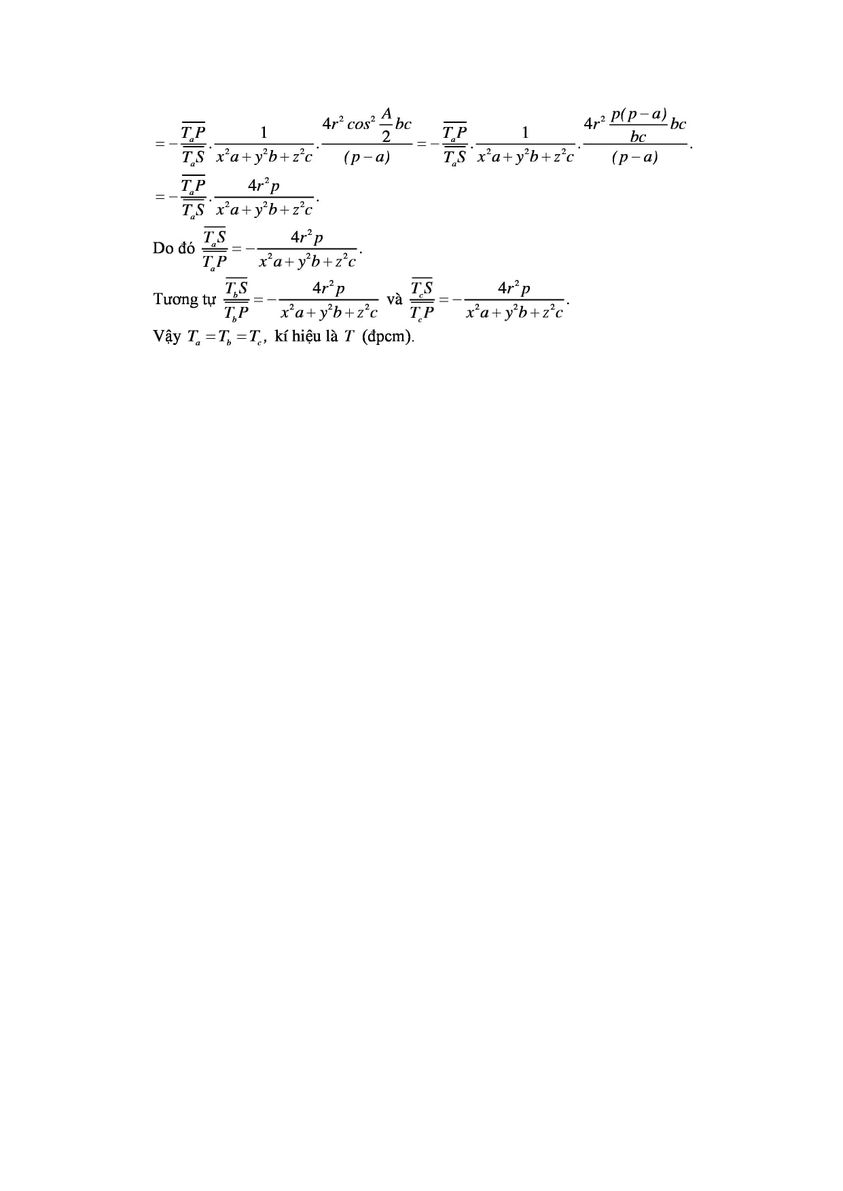 $= -\frac{\overline{T_aP}}{\overline{T_aS}} \cdot \frac{1}{x^2a + y^2b + z^2c} \cdot \frac{4r^2 cos^2 \frac{A}{2} bc}{(p-a)} = -\frac{\overline{T_aP}}{\overline{T_aS}} \cdot \frac{1}{x^2a + y^2b + z^2c} \cdot \frac{4r^2 \frac{p(p-a)}{bc} bc}{(p-a)}.$
$= -\frac{\overline{T_aP}}{\overline{T_aS}} \cdot \frac{4r^2p}{x^2a + y^2b + z^2c}.$
Do đó $\frac{\overline{T_aS}}{\overline{T_aP}} = -\frac{4r^2p}{x^2a + y^2b + z^2c}.$
Tương tự $\frac{\overline{T_bS}}{\overline{T_bP}} = -\frac{4r^2p}{x^2a + y^2b + z^2c}$ và $\frac{\overline{T_cS}}{\overline{T_cP}} = -\frac{4r^2p}{x^2a + y^2b + z^2c}.$
Vậy $T_a = T_b = T_c,$ kí hiệu là $T$ (đpcm).